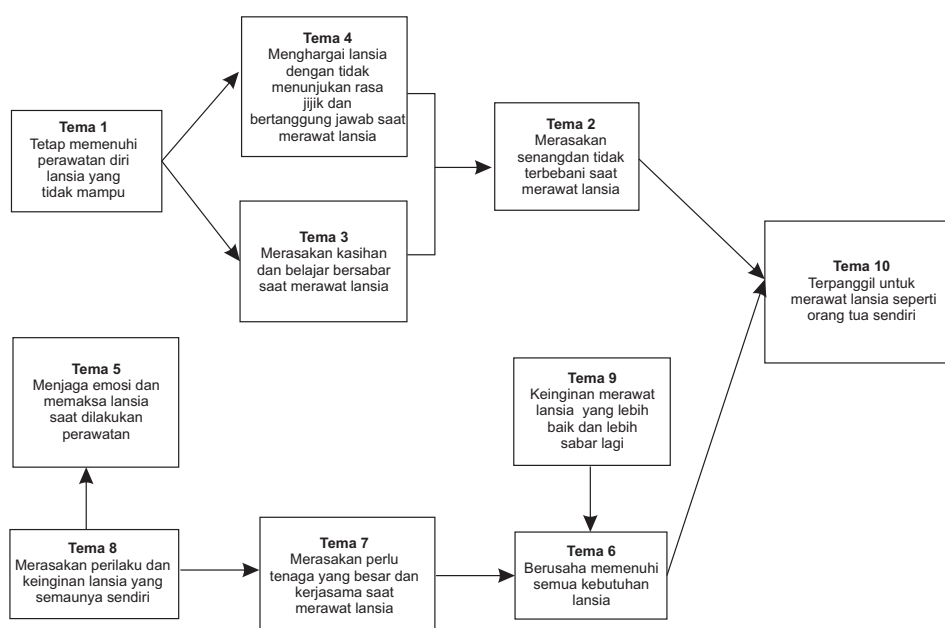 Tema 4
Menghargai lansia
dengan tidak
menunjukan rasa
jijik dan
bertanggung jawab saat
merawat lansia
Tema 1
Tetap memenuhi
perawatan diri
lansia yang
tidak mampu
Tema 2
Merasakan
senangdan tidak
terbebani saat
merawat lansia
Tema 3
Merasakan kasihan
dan belajar bersabar
saat merawat lansia
Tema 10
Terpanggil untuk
merawat lansia seperti
orang tua sendiri
Tema 5
Menjaga emosi dan
memaksa lansia
saat dilakukan
perawatan
Tema 9
Keinginan merawat
lansia yang lebih
baik dan lebih
sabar lagi
Tema 8
Merasakan perilaku dan
keinginan lansia yang
semaunya sendiri
Tema 7
Merasakan perlu
tenaga yang besar dan
kerjasama saat
merawat lansia
Tema 6
Berusaha memenuhi
semua kebutuhan
lansia